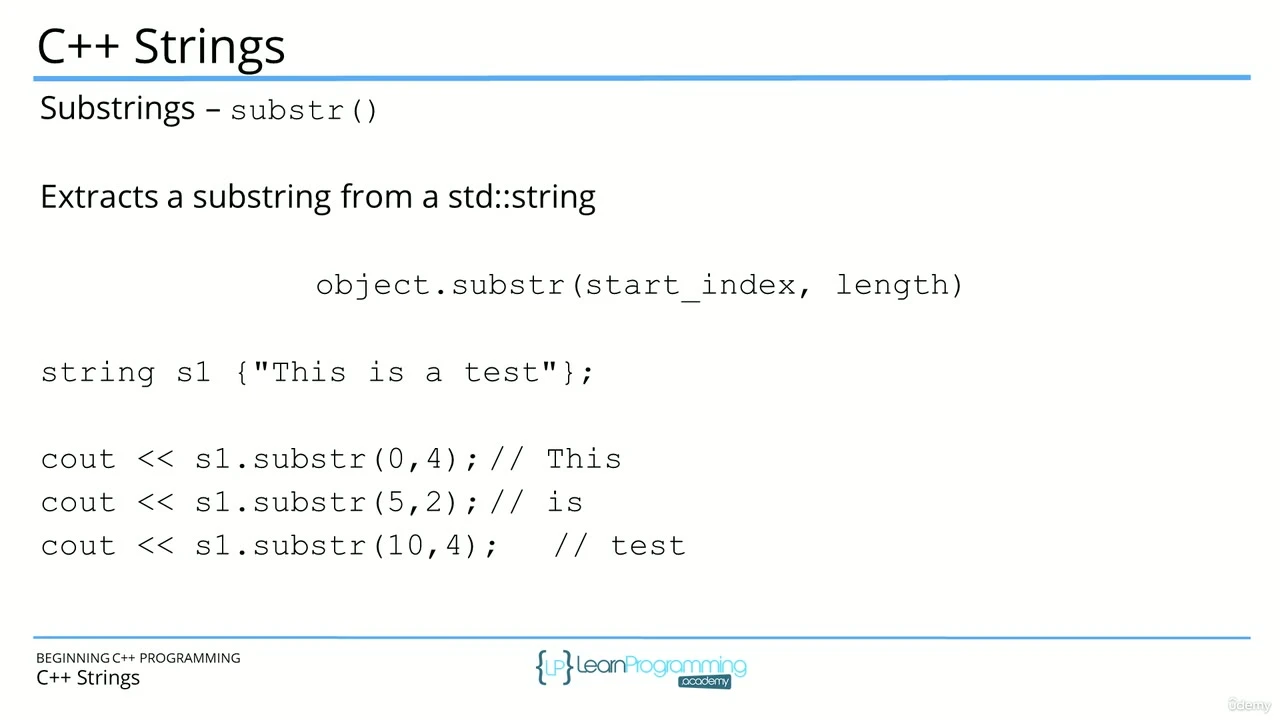 C++ Strings
Substrings – substr()
Extracts a substring from a std::string
object.substr(start_index, length)
string s1 {"This is a test"};
cout << s1.substr(0,4); // This
cout << s1.substr(5,2); // is
cout << s1.substr(10,4); // test
BEGINNING C++ PROGRAMMING
C++ Strings
{LP} LearnProgramming
.academy
ûdemy